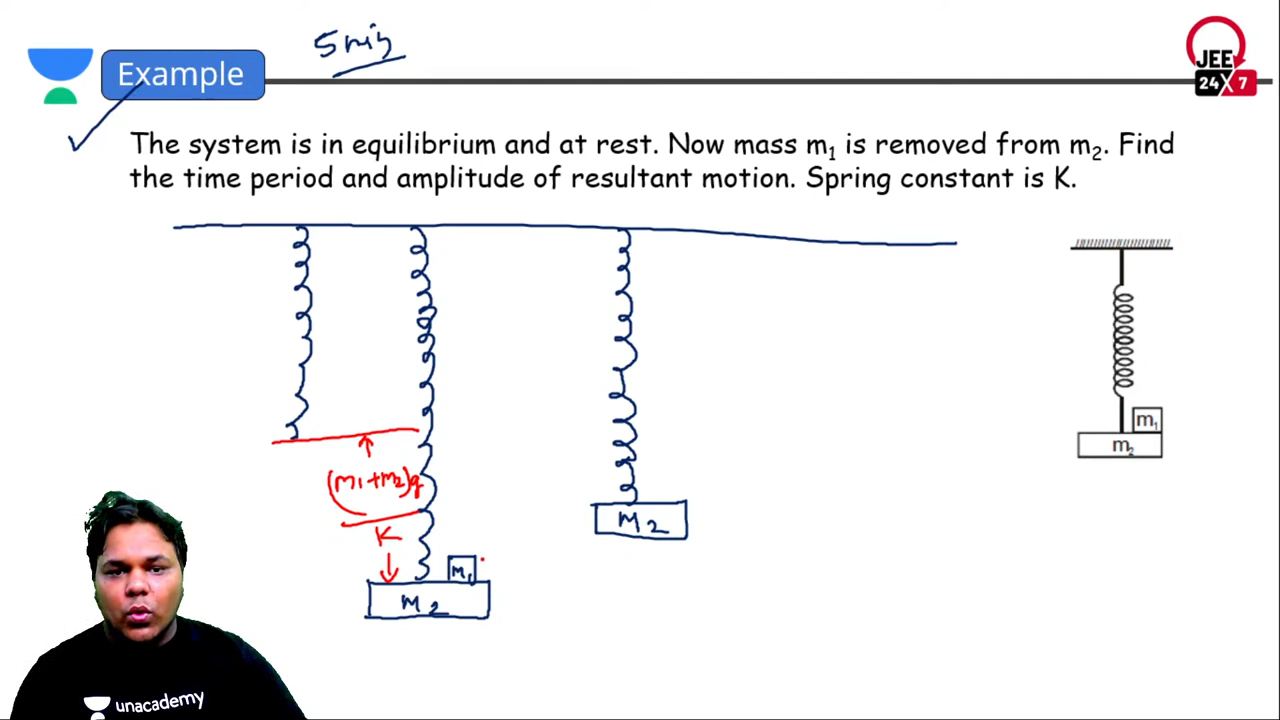 5 min
JEE
24X7
Example
The system is in equilibrium and at rest. Now mass m₁ is removed from m₂. Find
the time period and amplitude of resultant motion. Spring constant is K.
(m1+m2)g
K
m1
m2
m2
m1
m2
unacademy